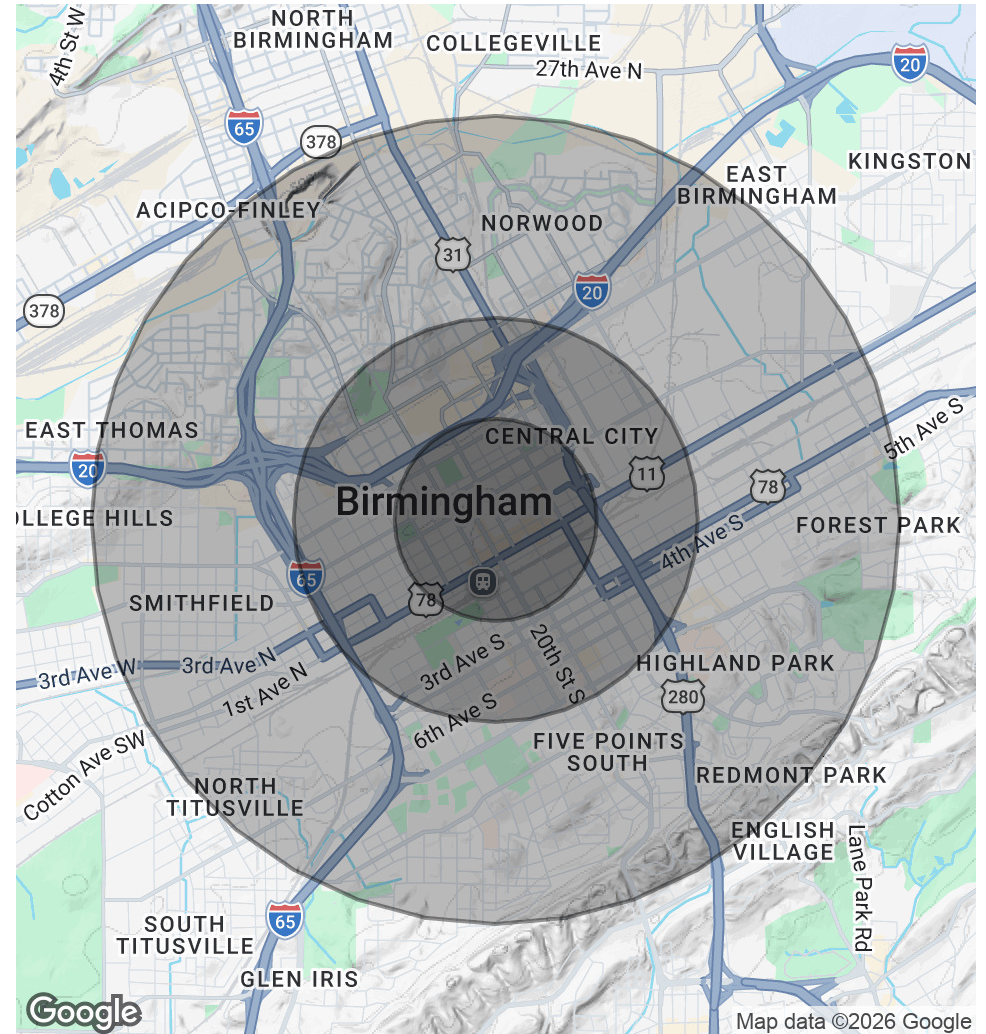 4th St W
NORTH
BIRMINGHAM
COLLEGEVILLE
27th Ave N
20
65
378
KINGSTON
EAST
BIRMINGHAM
ACIPCO-FINLEY
NORWOOD
31
20
378
EAST THOMAS
CENTRAL CITY
5th Ave S
20
11
78
Birmingham
OLLEGE HILLS
FOREST PARK
4th Ave S
65
78
SMITHFIELD
3rd Ave W
3rd Ave N
1st Ave N
3rd Ave S
20th St S
HIGHLAND PARK
280
6th Ave S
FIVE POINTS
SOUTH
Cotton Ave SW
NORTH
TITUSVILLE
REDMONT PARK
ENGLISH
VILLAGE
Lane Park Rd
65
SOUTH
TITUSVILLE
GLEN IRIS
Google
Map data ©2026 Google